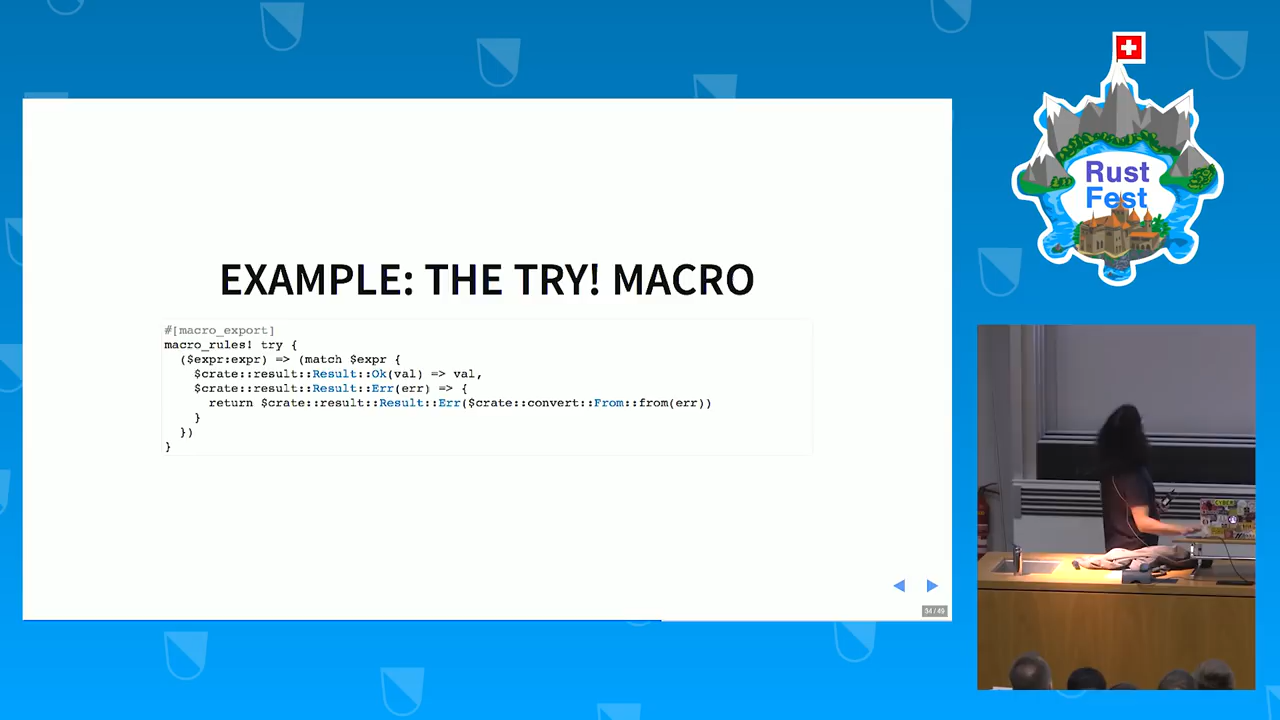 Rust
Fest
EXAMPLE: THE TRY! MACRO
#[macro_export]
macro_rules! try {
  ($expr:expr) => (match $expr {
    $crate::result::Result::Ok(val) => val,
    $crate::result::Result::Err(err) => {
      return $crate::result::Result::Err($crate::convert::From::from(err))
    }
  })
}
34 / 49
CYBER